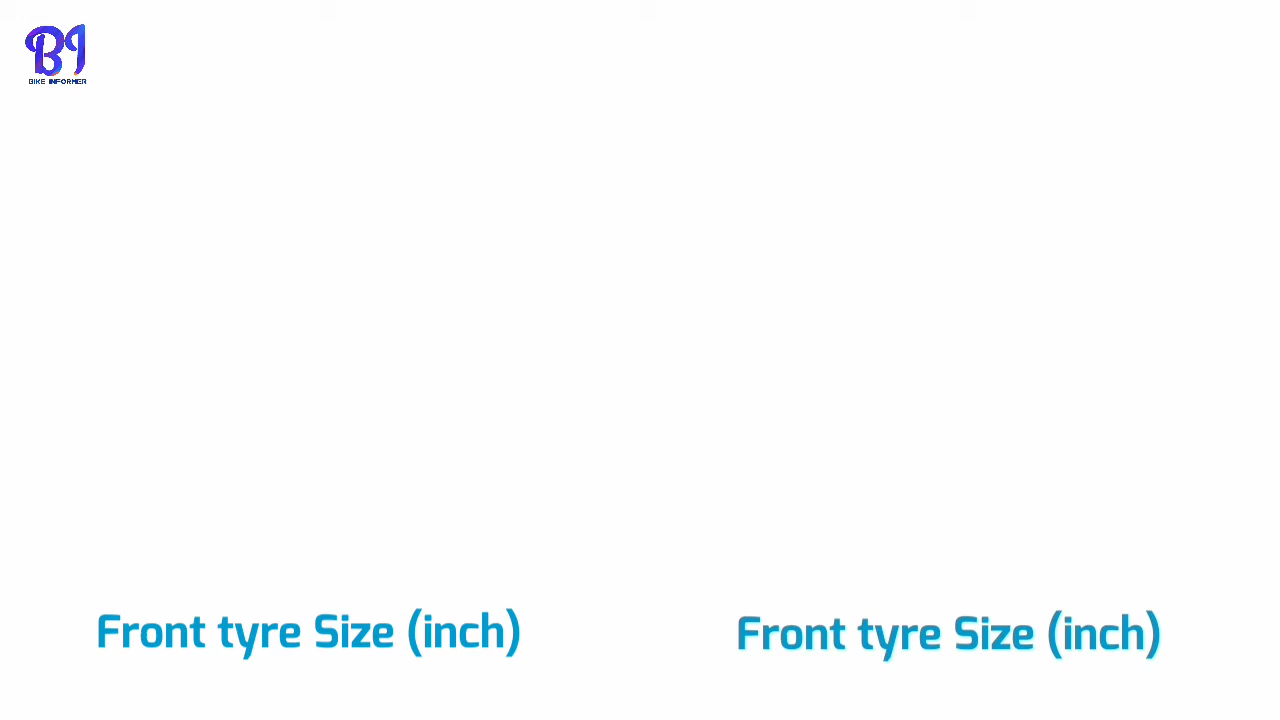 BI
BIKE INFORMER
Front tyre Size (inch)
Front tyre Size (inch)